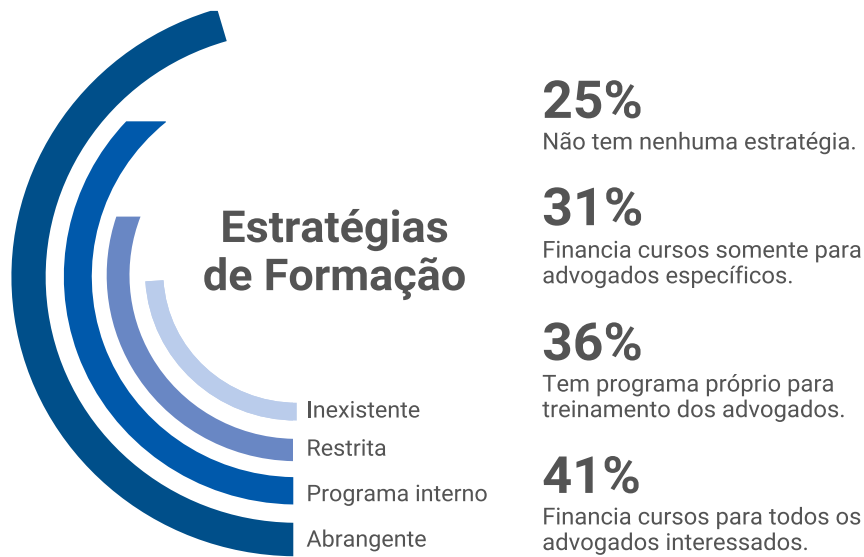 Estratégias
de Formação
Inexistente
Restrita
Programa interno
Abrangente
25%
Não tem nenhuma estratégia.
31%
Financia cursos somente para
advogados específicos.
36%
Tem programa próprio para
treinamento dos advogados.
41%
Financia cursos para todos os
advogados interessados.